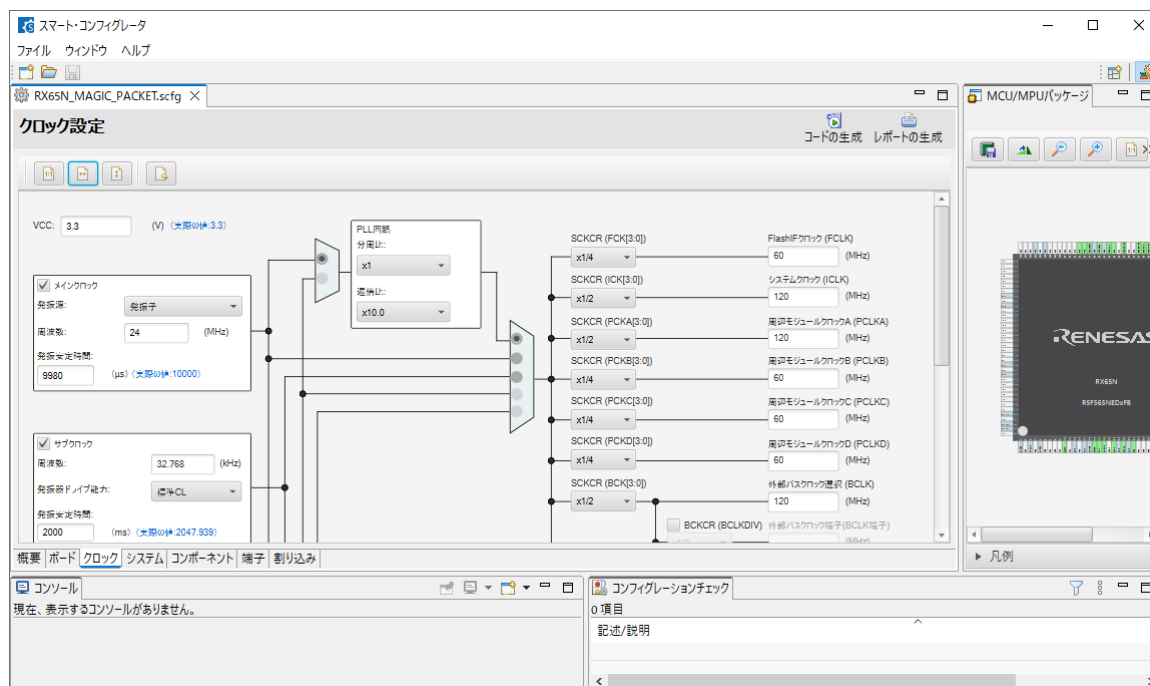 スマート・コンフィグレータ
ファイル ウィンドウ ヘルプ
RX65N_MAGIC_PACKET.scfg
MCU/MPUパッケージ
クロック設定
コードの生成 レポートの生成
VCC: 3.3 (V) (実際の値:3.3)
メインクロック
発振源: 発振子
周波数: 24 (MHz)
発振安定時間:
9980 (μs) (実際の値:10000)
サブクロック
周波数: 32.768 (kHz)
発振器ドライブ能力: 標準CL
発振安定時間:
2000 (ms) (実際の値:2047.939)
PLL回路
分周比:
x1
逓倍比:
x10.0
SCKCR (FCK[3:0]) FlashIFクロック (FCLK)
x1/4 60 (MHz)
SCKCR (ICK[3:0]) システムクロック (ICLK)
x1/2 120 (MHz)
SCKCR (PCKA[3:0]) 周辺モジュールクロックA (PCLKA)
x1/2 120 (MHz)
SCKCR (PCKB[3:0]) 周辺モジュールクロックB (PCLKB)
x1/4 60 (MHz)
SCKCR (PCKC[3:0]) 周辺モジュールクロックC (PCLKC)
x1/4 60 (MHz)
SCKCR (PCKD[3:0]) 周辺モジュールクロックD (PCLKD)
x1/4 60 (MHz)
SCKCR (BCK[3:0]) 外部バスクロック選択 (BCLK)
x1/2 120 (MHz)
BCKCR (BCLKDIV) 外部バスクロック端子(BCLK端子)
RENESAS
RX65N
R5F565NEDxFB
概要 ボード クロック システム コンポーネント 端子 割り込み
凡例
コンソール
現在、表示するコンソールがありません。
コンフィグレーションチェック
0 項目
記述/説明